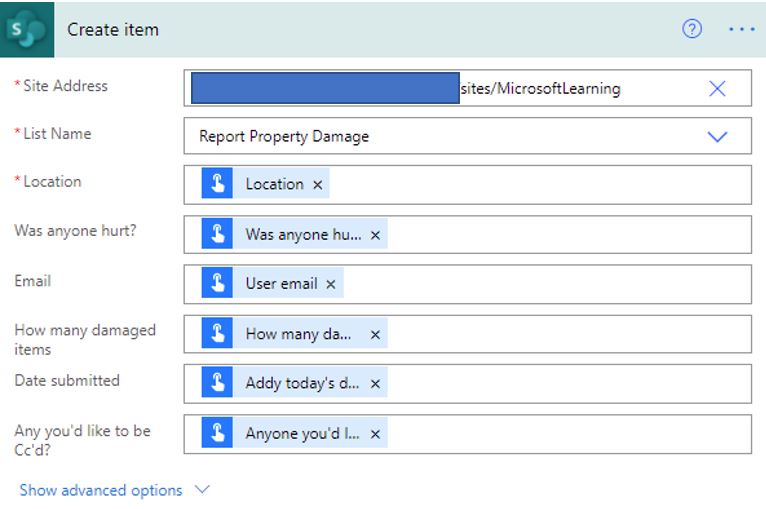 S
Create item
?
* Site Address
sites/MicrosoftLearning
* List Name
Report Property Damage
* Location
Location ×
Was anyone hurt?
Was anyone hu... ×
Email
User email ×
How many damaged
items
How many da... ×
Date submitted
Addy today's d... ×
Any you'd like to be
Cc'd?
Anyone you'd l... ×
Show advanced options